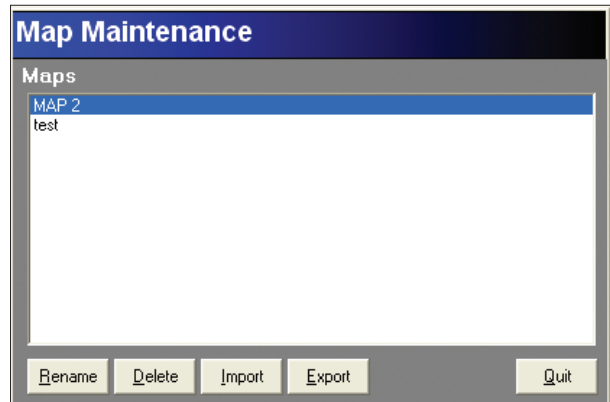 Map Maintenance
Maps
MAP 2
test
Rename Delete Import Export Quit